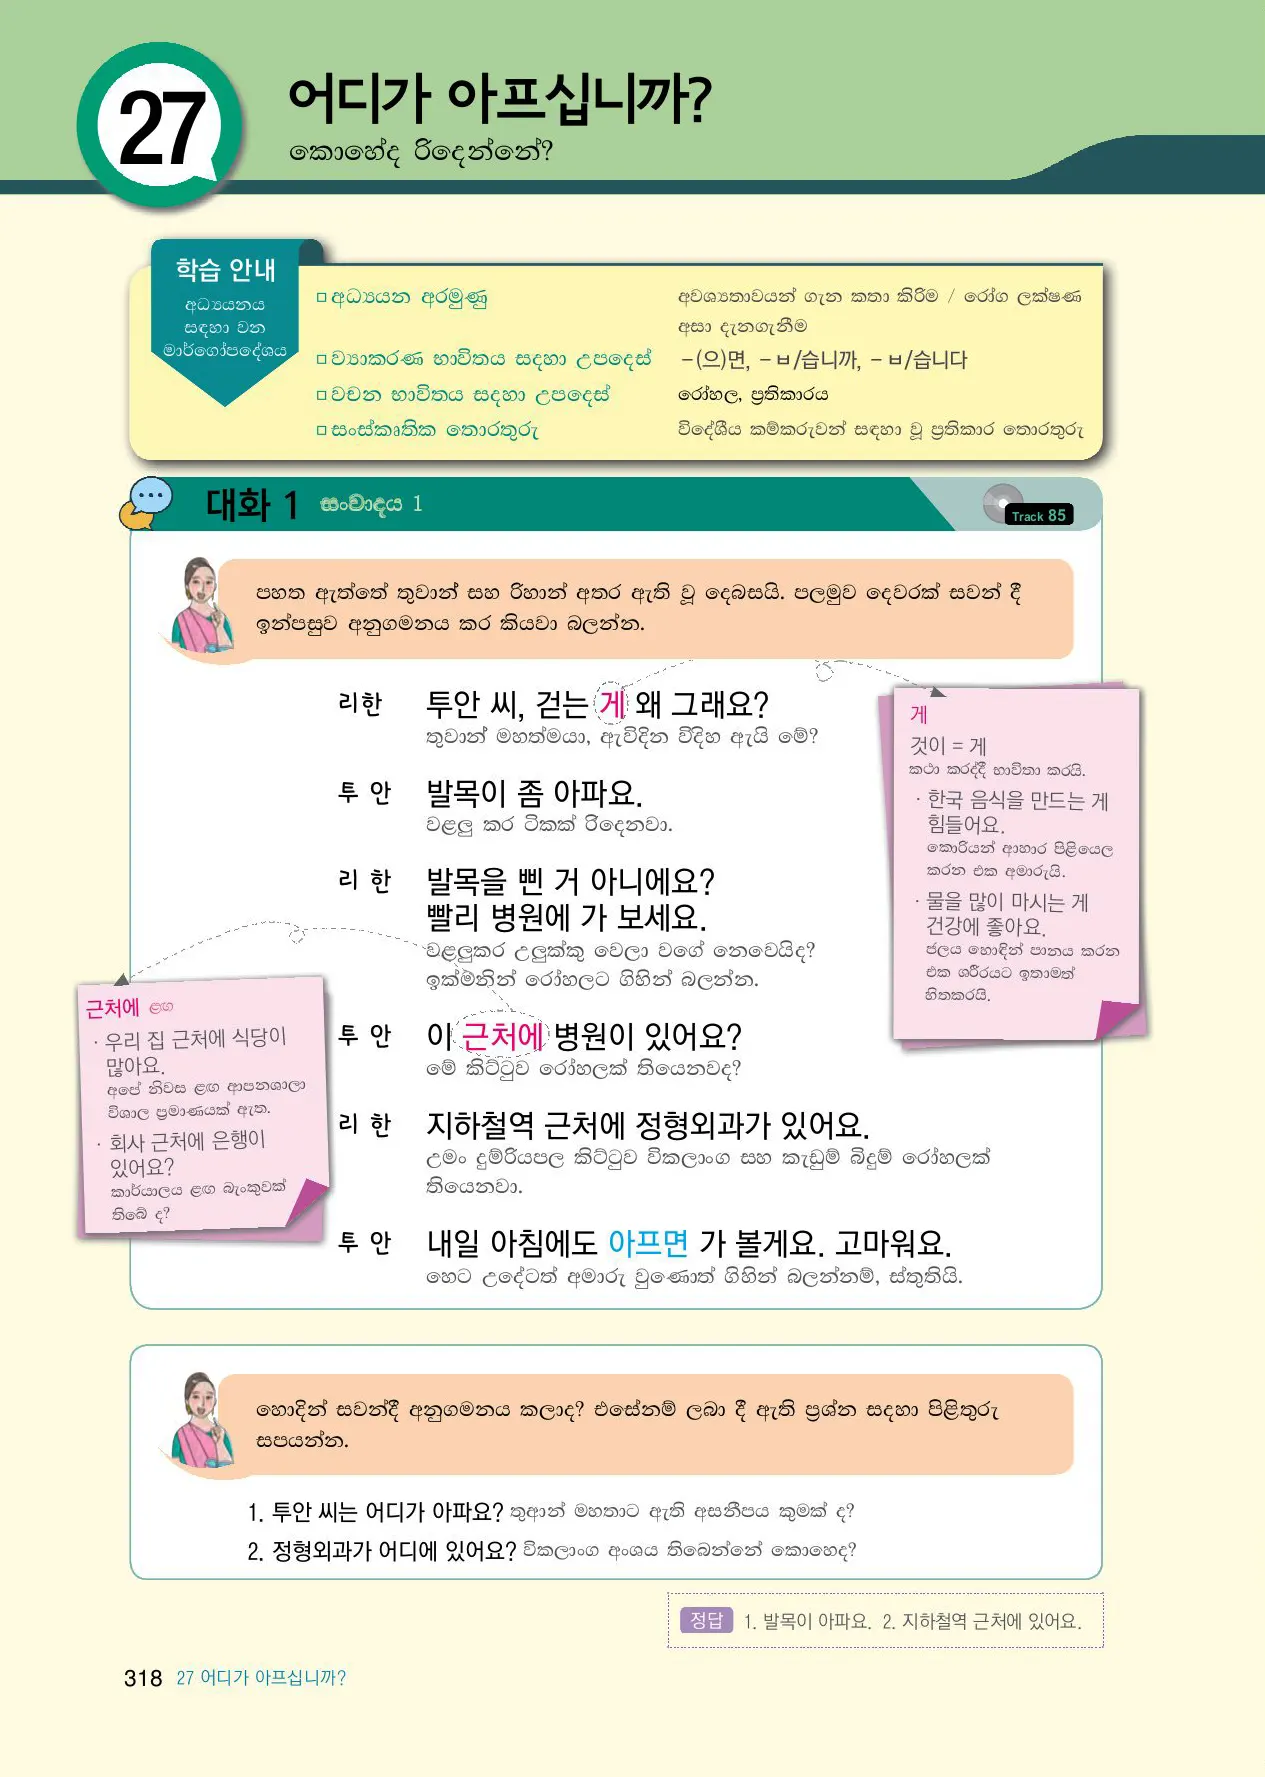 27
어디가 아프십니까?
කොහේද රිදෙන්නේ?
학습 안내
අධ්‍යයනය
සඳහා වන
මාර්ගෝපදේශය
□ අධ්‍යයන අරමුණු
අවශ්‍යතාවයන් ගැන කතා කිරීම / රෝග ලක්ෂණ
අසා දැනගැනීම
□ ව්‍යාකරණ භාවිතය සදහා උපදෙස්
-(으)면, -ㅂ/습니까, -ㅂ/습니다
□ වචන භාවිතය සදහා උපදෙස්
රෝහල, ප්‍රතිකාරය
□ සංස්කෘතික තොරතුරු
විදේශීය කම්කරුවන් සඳහා වූ ප්‍රතිකාර තොරතුරු
대화 1 සංවාදය 1
Track 85
පහත ඇත්තේ තුවාන් සහ රිහාන් අතර ඇති වූ දෙබසයි. පලමුව දෙවරක් සවන් දී
ඉන්පසුව අනුගමනය කර කියවා බලන්න.
리한 투안 씨, 걷는 게 왜 그래요?
තුවාන් මහත්මයා, ඇවිදින විදිහ ඇයි මේ?
투안 발목이 좀 아파요.
වළලු කර ටිකක් රිදෙනවා.
리한 발목을 삔 거 아니에요?
빨리 병원에 가 보세요.
වළලුකර උලුක්කු වෙලා වගේ නෙවෙයිද?
ඉක්මනින් රෝහලට ගිහින් බලන්න.
투안 이 근처에 병원이 있어요?
මේ කිට්ටුව රෝහලක් තියෙනවද?
리한 지하철역 근처에 정형외과가 있어요.
උමං දුම්රියපල කිට්ටුව විකලාංග සහ කැඩුම් බිදුම් රෝහලක්
තියෙනවා.
투안 내일 아침에도 아프면 가 볼게요. 고마워요.
හෙට උදේටත් අමාරු වුණොත් ගිහින් බලන්නම්, ස්තුතියි.
게
것이 = 게
කථා කරද්දී භාවිතා කරයි.
· 한국 음식을 만드는 게
힘들어요.
කොරියන් ආහාර පිළියෙල
කරන එක අමාරුයි.
· 물을 많이 마시는 게
건강에 좋아요.
ජලය හොඳින් පානය කරන
එක ශරීරයට ඉතාමත්
හිතකරයි.
근처에 ළඟ
· 우리 집 근처에 식당이
많아요.
අපේ නිවස ළඟ ආපනශාලා
විශාල ප්‍රමාණයක් ඇත.
· 회사 근처에 은행이
있어요?
කාර්යාලය ළඟ බැංකුවක්
තිබේ ද?
හොදින් සවන්දී අනුගමනය කලාද? එසේනම් ලබා දී ඇති ප්‍රශ්න සදහා පිළිතුරු
සපයන්න.
1. 투안 씨는 어디가 아파요? තුආන් මහතාට ඇති අසනීපය කුමක් ද?
2. 정형외과가 어디에 있어요? විකලාංග අංශය තිබෙන්නේ කොහෙද?
정답 1. 발목이 아파요. 2. 지하철역 근처에 있어요.
318 27 어디가 아프십니까?